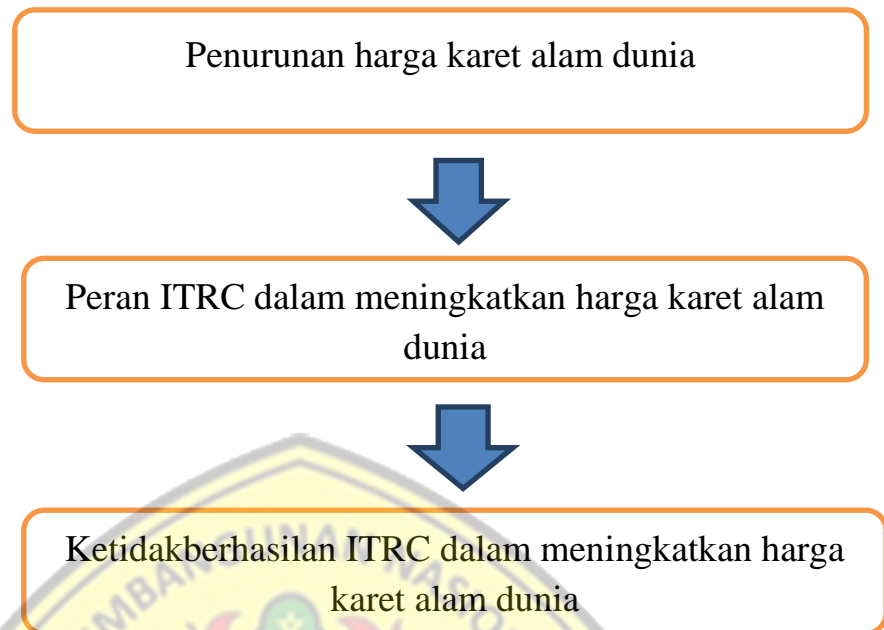 Penurunan harga karet alam dunia
Peran ITRC dalam meningkatkan harga karet alam
dunia
Ketidakberhasilan ITRC dalam meningkatkan harga
karet alam dunia